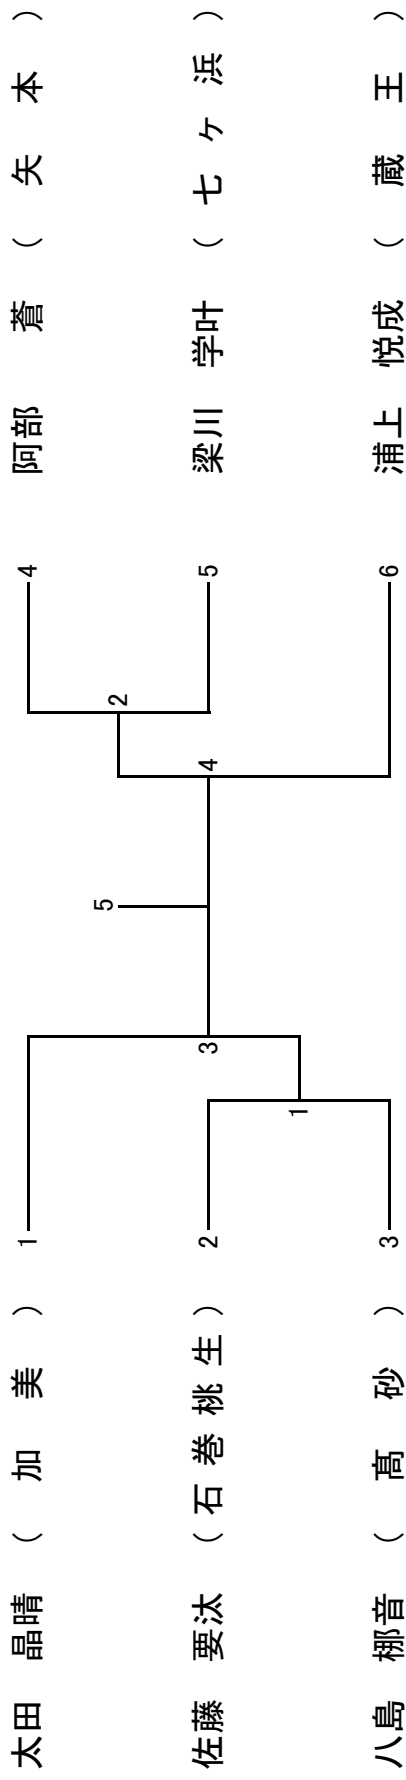 太田 晶晴 ( 加 美 ) 1
佐藤 要汰 ( 石巻桃生 ) 2
八島 梛音 ( 髙 砂 ) 3
1
3
5
4
2
4 阿部 蒼 ( 矢 本 )
5 梁川 学叶 ( 七ヶ浜 )
6 浦上 悦成 ( 蔵 王 )